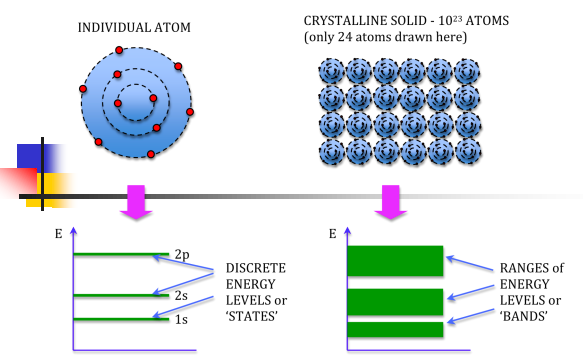 INDIVIDUAL ATOM
CRYSTALLINE SOLID - 10²³ ATOMS
(only 24 atoms drawn here)
E
2p
2s
1s
DISCRETE
ENERGY
LEVELS or
'STATES'
E
RANGES of
ENERGY
LEVELS or
'BANDS'